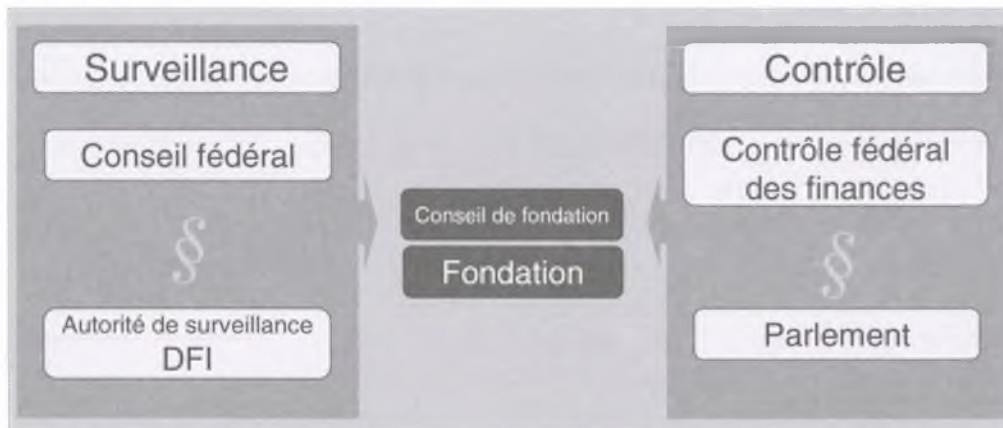 Surveillance
Conseil fédéral
§
Autorité de surveillance
DFI
Conseil de fondation
Fondation
Contrôle
Contrôle fédéral
des finances
§
Parlement